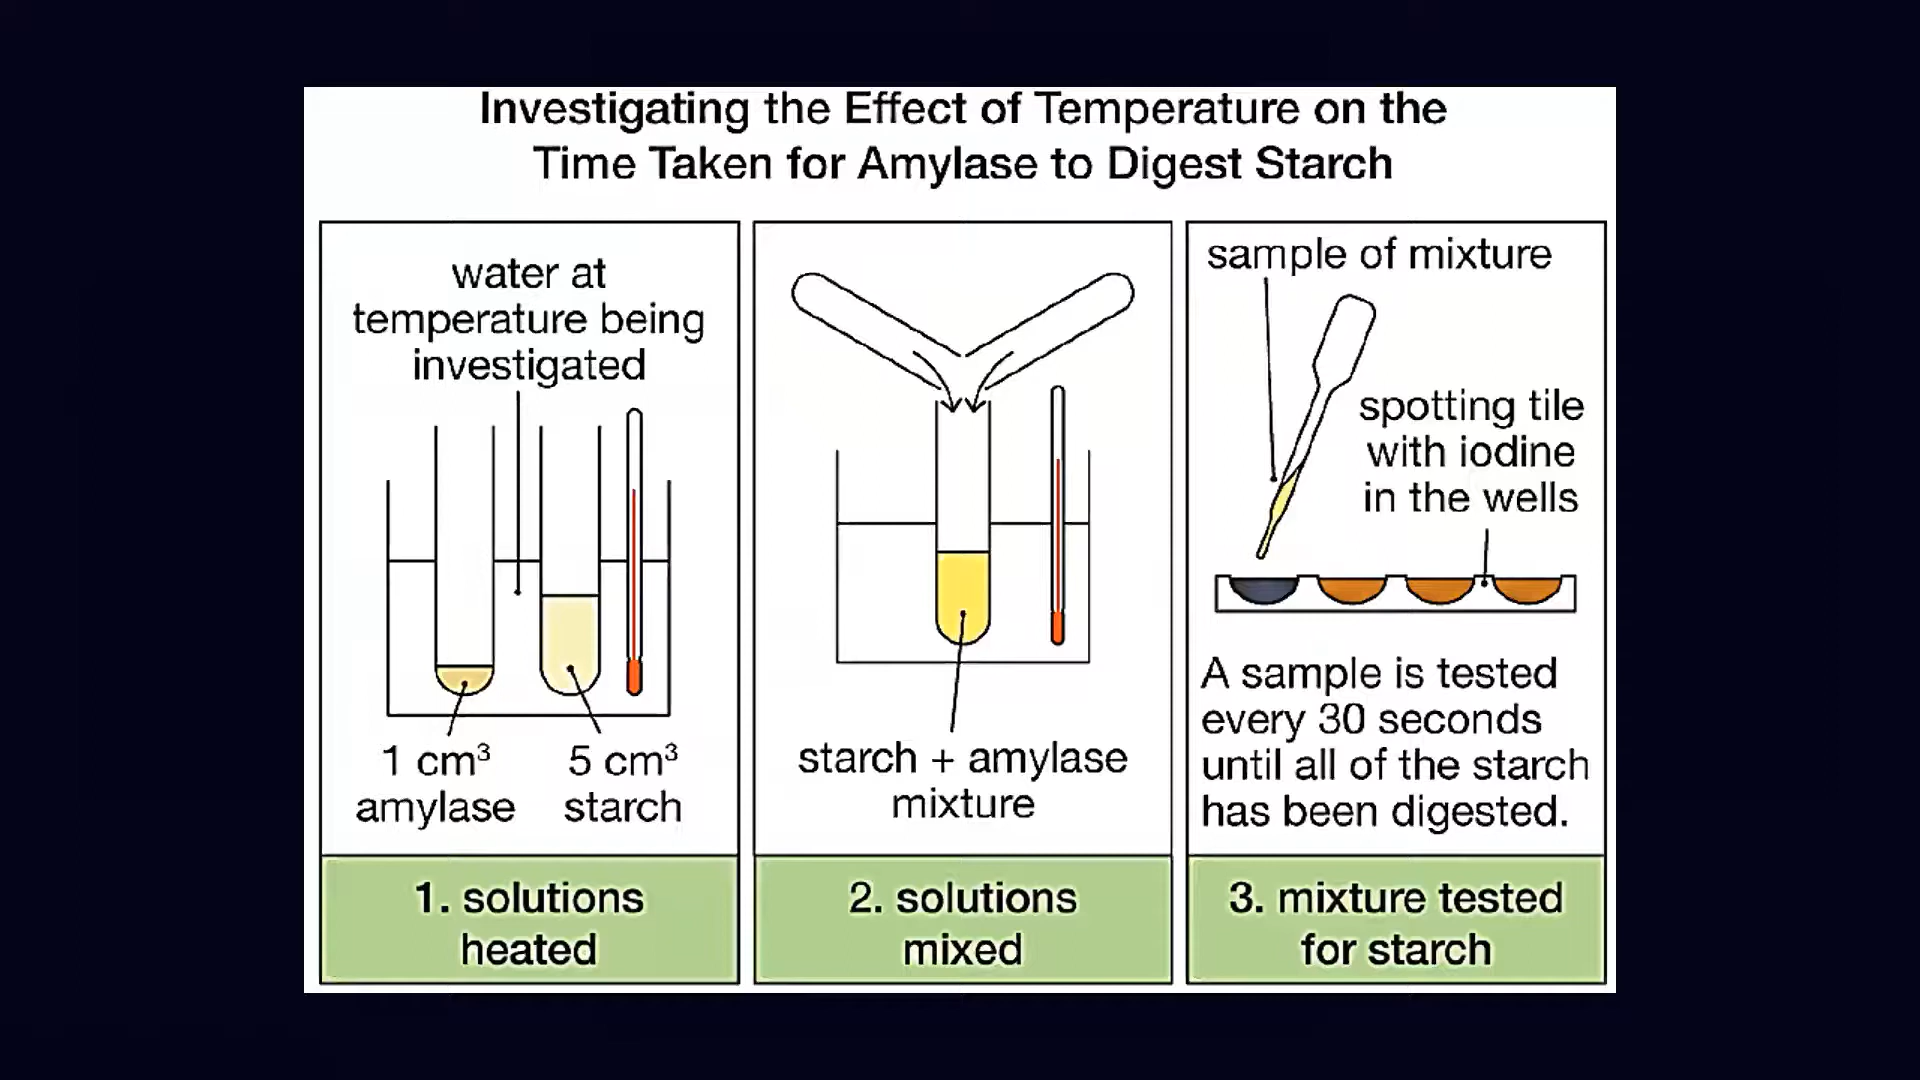 Investigating the Effect of Temperature on the
Time Taken for Amylase to Digest Starch
water at
temperature being
investigated
1 cm³
amylase
5 cm³
starch
1. solutions
heated
starch + amylase
mixture
2. solutions
mixed
sample of mixture
spotting tile
with iodine
in the wells
A sample is tested
every 30 seconds
until all of the starch
has been digested.
3. mixture tested
for starch